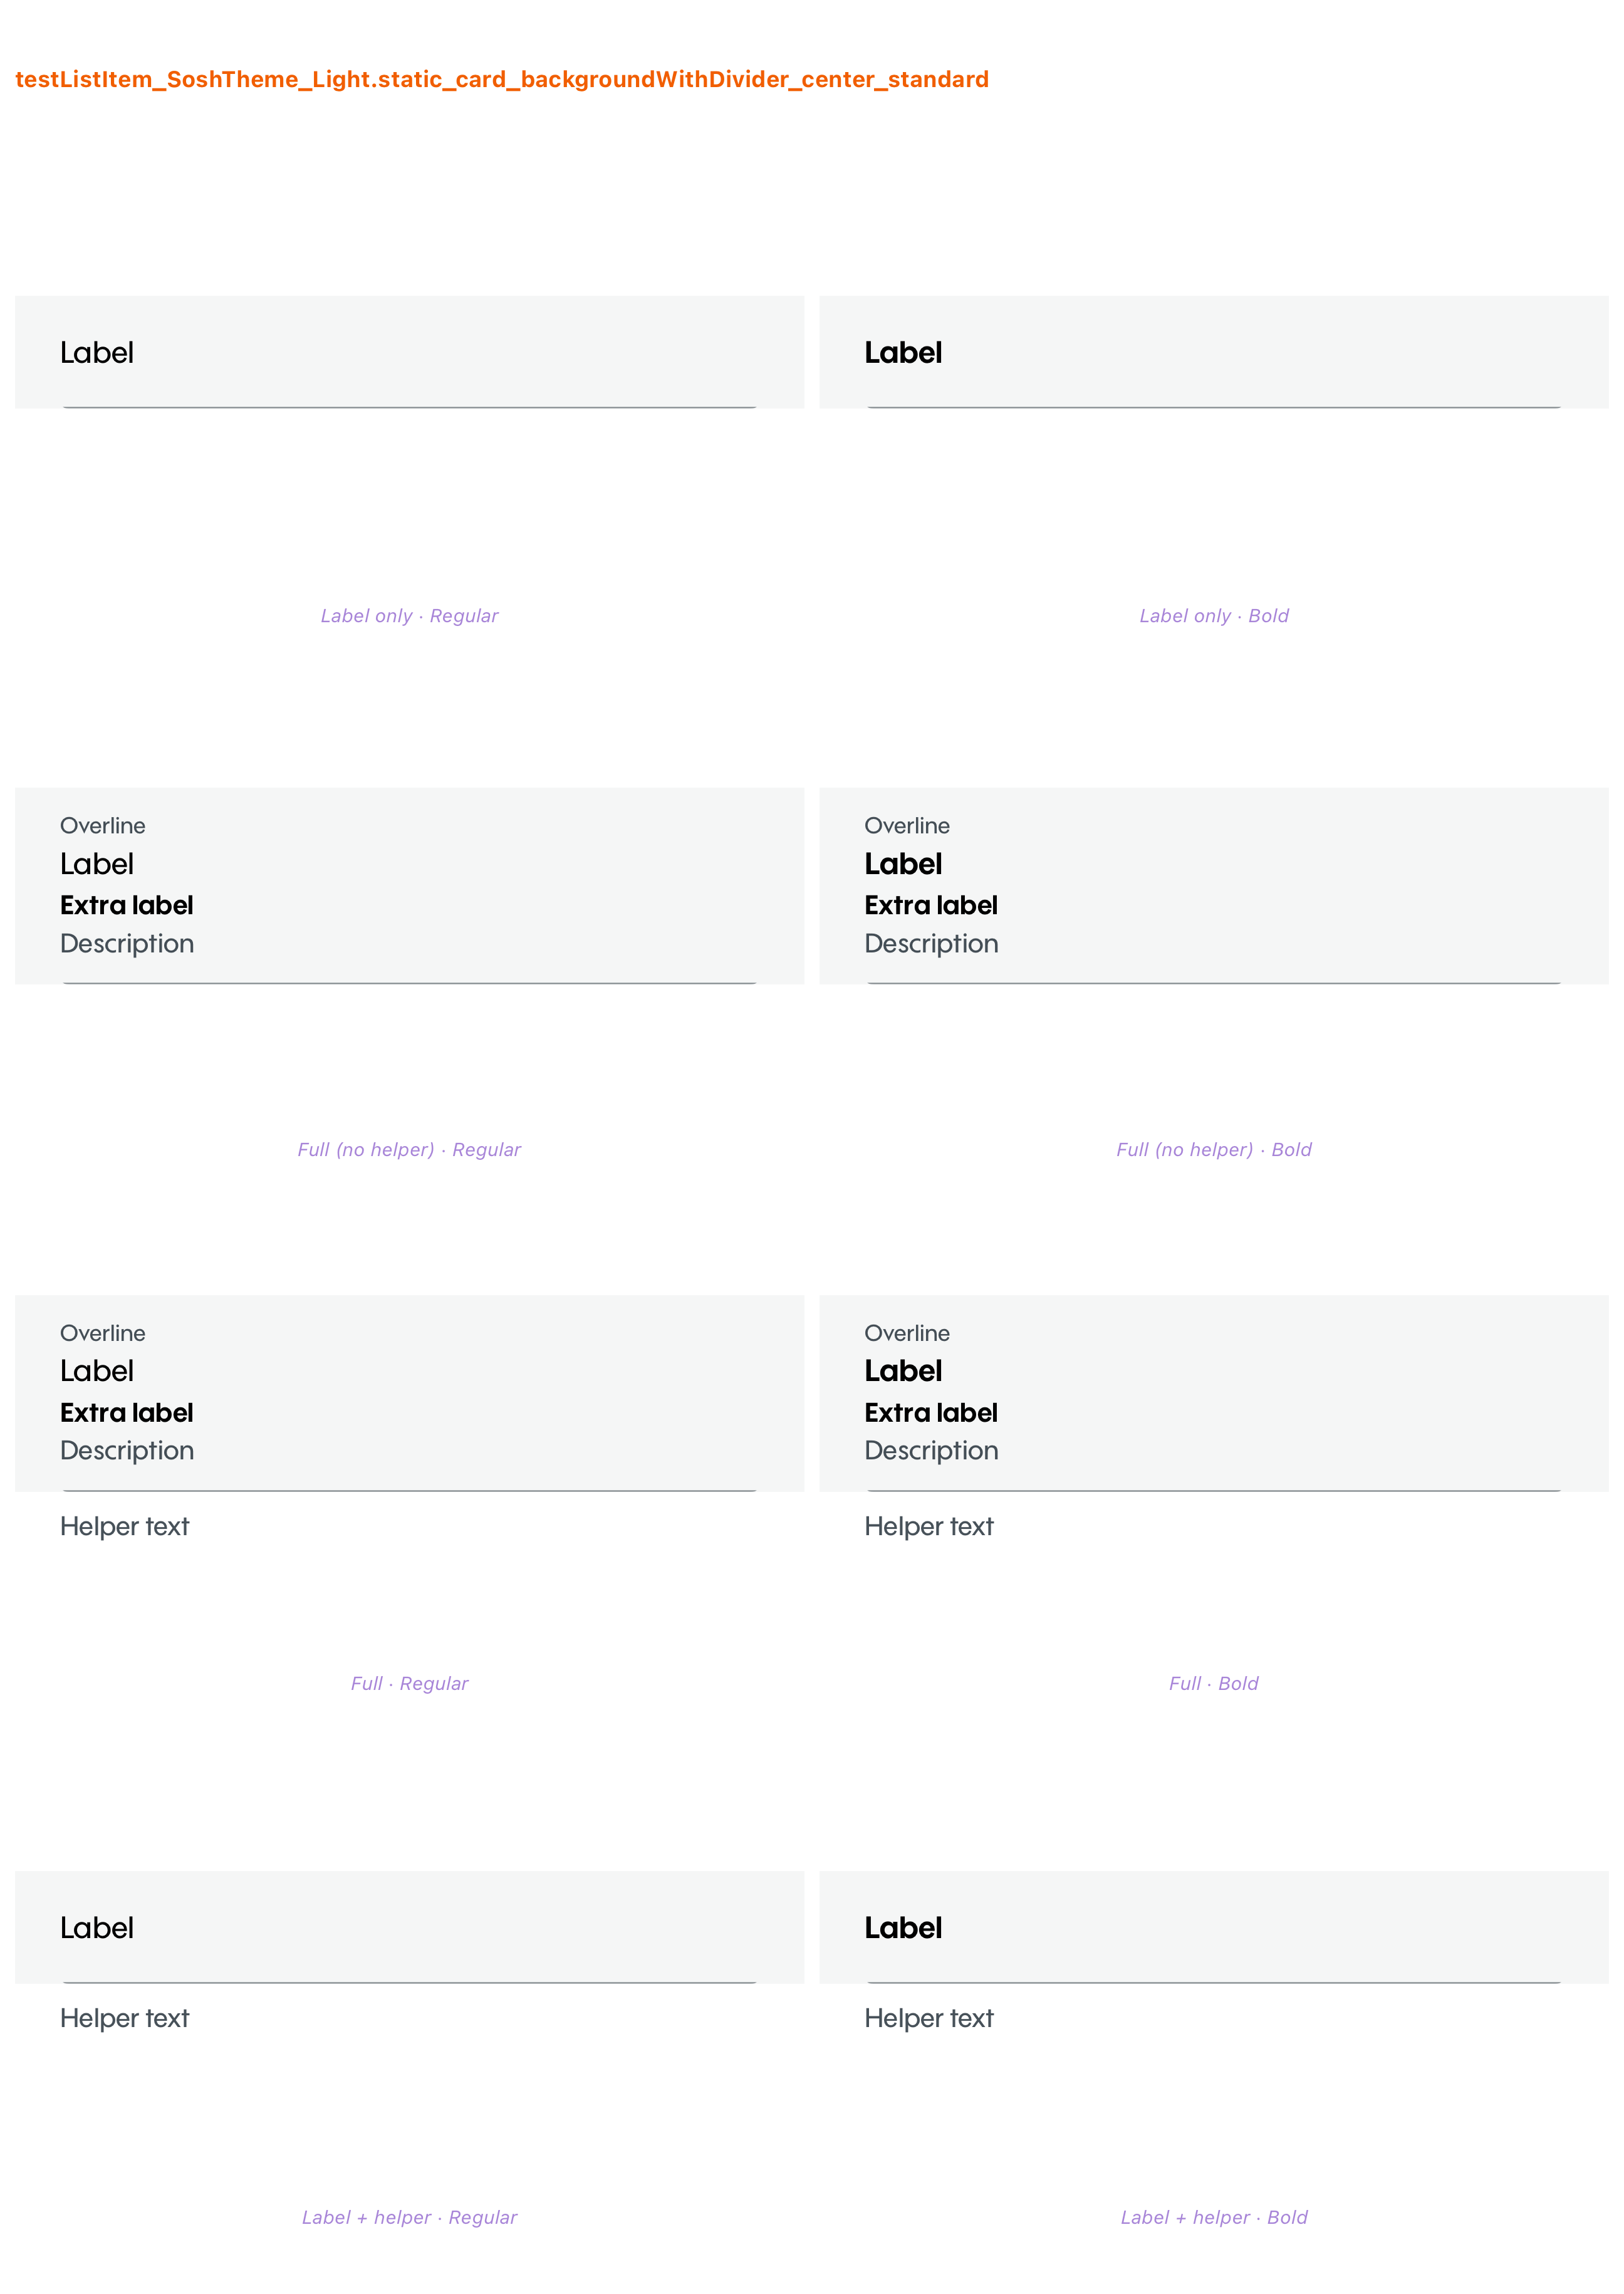 testListItem_SoshTheme_Light.static_card_backgroundWithDivider_center_standard
Label
Label
Label only · Regular
Label only · Bold
Overline
Label
Extra label
Description
Overline
Label
Extra label
Description
Full (no helper) · Regular
Full (no helper) · Bold
Overline
Label
Extra label
Description
Helper text
Overline
Label
Extra label
Description
Helper text
Full · Regular
Full · Bold
Label
Helper text
Label
Helper text
Label + helper · Regular
Label + helper · Bold